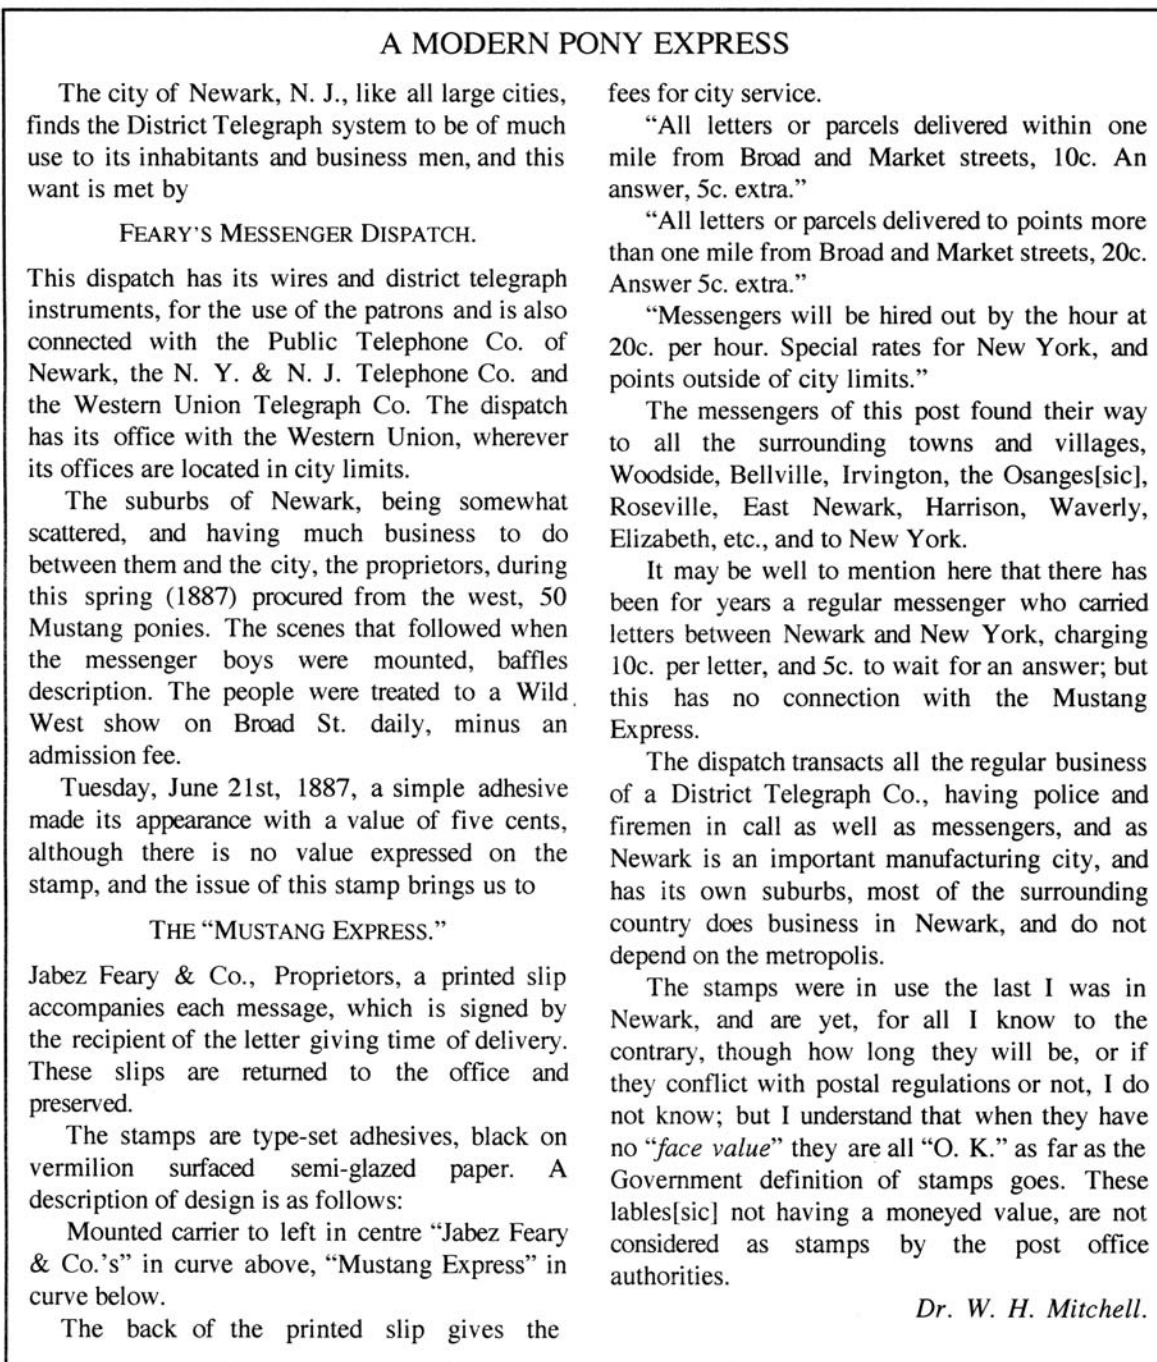 A MODERN PONY EXPRESS
The city of Newark, N. J., like all large cities,
finds the District Telegraph system to be of much
use to its inhabitants and business men, and this
want is met by
FEARY'S MESSENGER DISPATCH.
This dispatch has its wires and district telegraph
instruments, for the use of the patrons and is also
connected with the Public Telephone Co. of
Newark, the N. Y. & N. J. Telephone Co. and
the Western Union Telegraph Co. The dispatch
has its office with the Western Union, wherever
its offices are located in city limits.
The suburbs of Newark, being somewhat
scattered, and having much business to do
between them and the city, the proprietors, during
this spring (1887) procured from the west, 50
Mustang ponies. The scenes that followed when
the messenger boys were mounted, baffles
description. The people were treated to a Wild
West show on Broad St. daily, minus an
admission fee.
Tuesday, June 21st, 1887, a simple adhesive
made its appearance with a value of five cents,
although there is no value expressed on the
stamp, and the issue of this stamp brings us to
THE “MUSTANG EXPRESS.”
Jabez Feary & Co., Proprietors, a printed slip
accompanies each message, which is signed by
the recipient of the letter giving time of delivery.
These slips are returned to the office and
preserved.
The stamps are type-set adhesives, black on
vermilion surfaced semi-glazed paper. A
description of design is as follows:
Mounted carrier to left in centre “Jabez Feary
& Co.'s” in curve above, “Mustang Express” in
curve below.
The back of the printed slip gives the
fees for city service.
“All letters or parcels delivered within one
mile from Broad and Market streets, 10c. An
answer, 5c. extra.”
“All letters or parcels delivered to points more
than one mile from Broad and Market streets, 20c.
Answer 5c. extra.”
“Messengers will be hired out by the hour at
20c. per hour. Special rates for New York, and
points outside of city limits.”
The messengers of this post found their way
to all the surrounding towns and villages,
Woodside, Bellville, Irvington, the Osanges[sic],
Roseville, East Newark, Harrison, Waverly,
Elizabeth, etc., and to New York.
It may be well to mention here that there has
been for years a regular messenger who carried
letters between Newark and New York, charging
10c. per letter, and 5c. to wait for an answer; but
this has no connection with the Mustang
Express.
The dispatch transacts all the regular business
of a District Telegraph Co., having police and
firemen in call as well as messengers, and as
Newark is an important manufacturing city, and
has its own suburbs, most of the surrounding
country does business in Newark, and do not
depend on the metropolis.
The stamps were in use the last I was in
Newark, and are yet, for all I know to the
contrary, though how long they will be, or if
they conflict with postal regulations or not, I do
not know; but I understand that when they have
no “face value” they are all “O. K.” as far as the
Government definition of stamps goes. These
lables[sic] not having a moneyed value, are not
considered as stamps by the post office
authorities.
Dr. W. H. Mitchell.